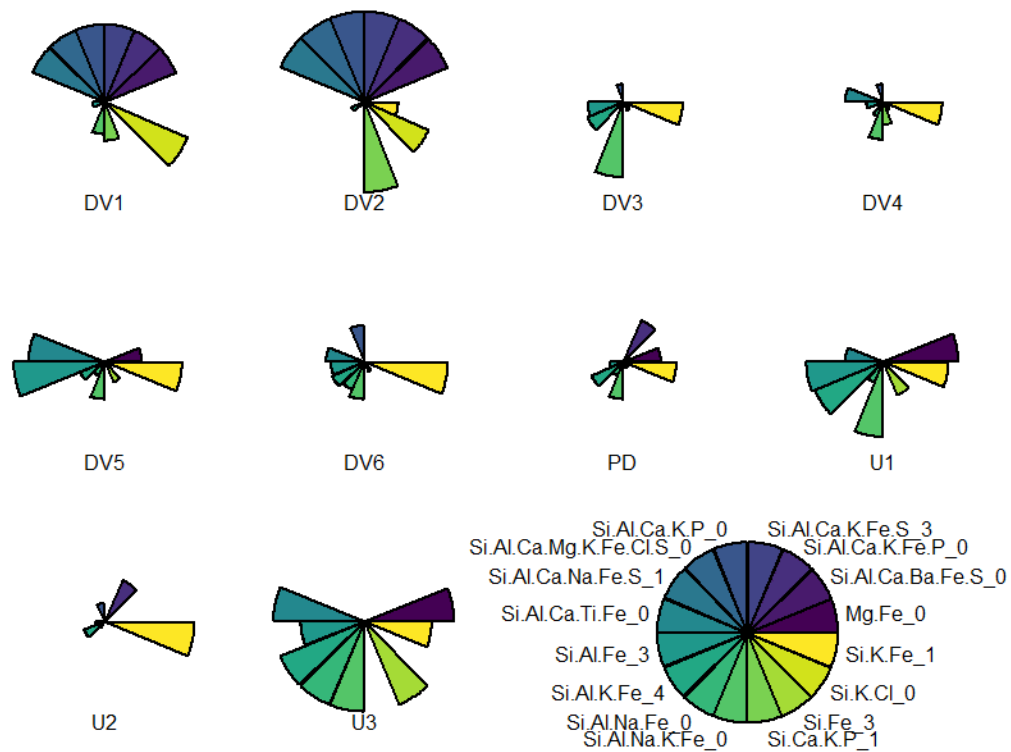 DV1
DV2
DV3
DV4
DV5
DV6
PD
U1
U2
U3
Si.Al.Ca.K.P_0
Si.Al.Ca.K.Fe.S_3
Si.Al.Ca.Mg.K.Fe.Cl.S_0
Si.Al.Ca.K.Fe.P_0
Si.Al.Ca.Na.Fe.S_1
Si.Al.Ca.Ba.Fe.S_0
Si.Al.Ca.Ti.Fe_0
Mg.Fe_0
Si.Al.Fe_3
Si.K.Fe_1
Si.Al.K.Fe_4
Si.K.Cl_0
Si.Al.Na.Fe_0
Si.Fe_3
Si.Al.Na.K.Fe_0
Si.Ca.K.P_1